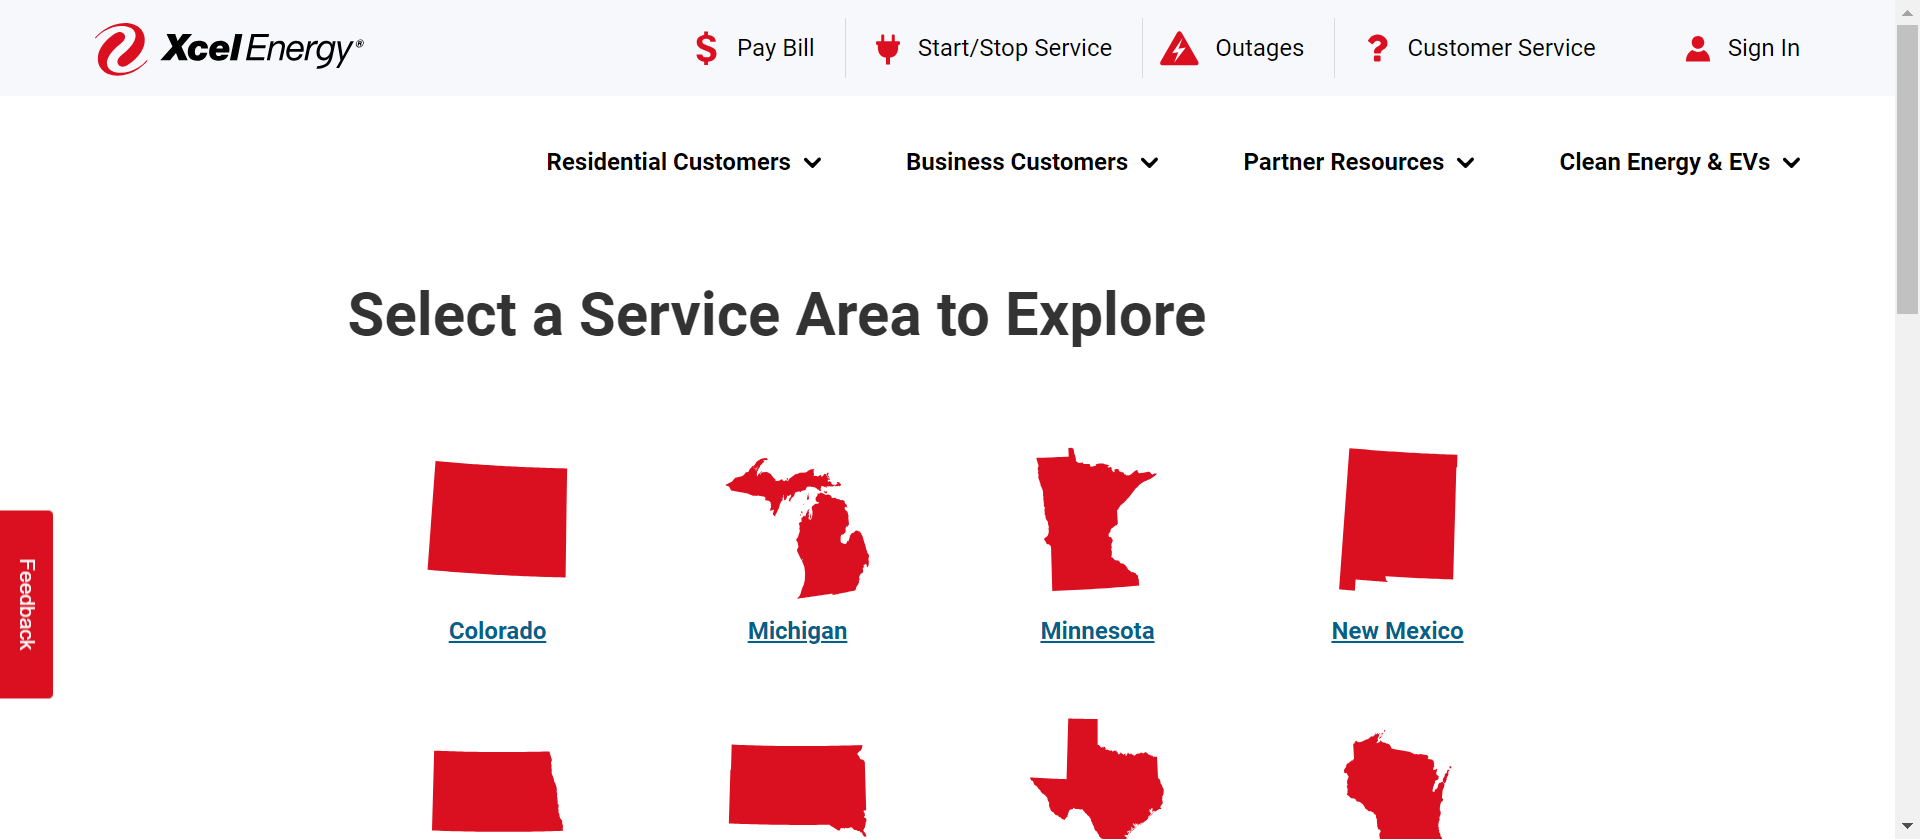 Xcel Energy®
Pay Bill
Start/Stop Service
Outages
Customer Service
Sign In
Residential Customers
Business Customers
Partner Resources
Clean Energy & EVs
Select a Service Area to Explore
Colorado
Michigan
Minnesota
New Mexico
Feedback